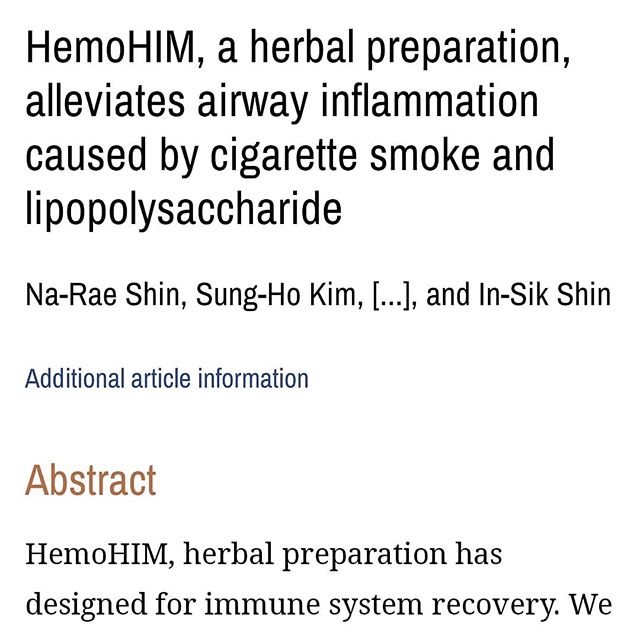 HemoHIM, a herbal preparation,
alleviates airway inflammation
caused by cigarette smoke and
lipopolysaccharide
Na-Rae Shin, Sung-Ho Kim, [...], and In-Sik Shin
Additional article information
Abstract
HemoHIM, herbal preparation has
designed for immune system recovery. We